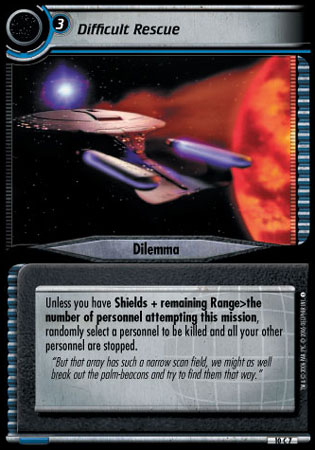 3 Difficult Rescue
Dilemma
Unless you have Shields + remaining Range>the
number of personnel attempting this mission,
randomly select a personnel to be killed and all your other
personnel are stopped.
"But that array has such a narrow scan field, we might as well
break out the palm-beacons and try to find them that way."
10 C 7